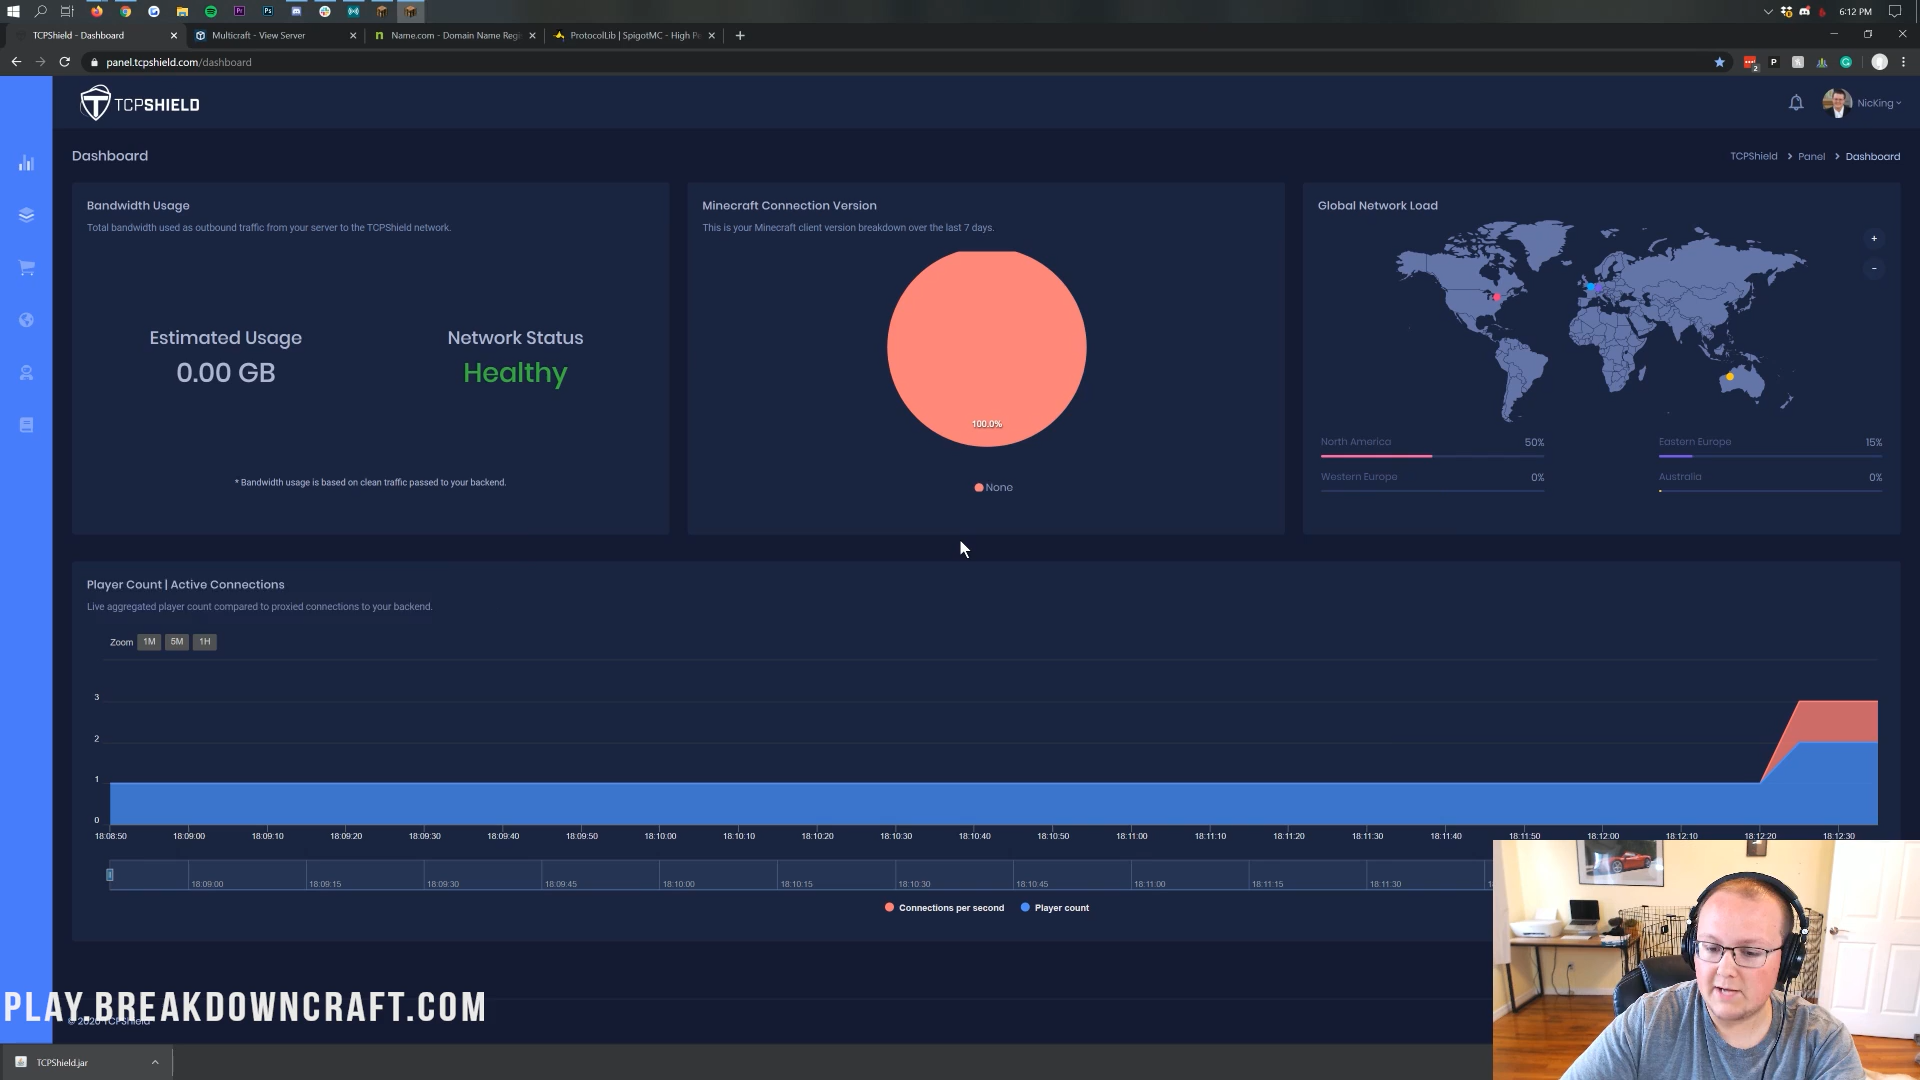 6:12 PM
TCPShield - Dashboard
Multicraft - View Server
Name.com - Domain Name Regi
ProtocolLib | SpigotMC - High P
panel.tcpshield.com/dashboard
2
P
TCPSHIELD
NicKing
Dashboard
TCPShield > Panel > Dashboard
Bandwidth Usage
Total bandwidth used as outbound traffic from your server to the TCPShield network.
Estimated Usage
0.00 GB
Network Status
Healthy
* Bandwidth usage is based on clean traffic passed to your backend.
Minecraft Connection Version
This is your Minecraft client version breakdown over the last 7 days.
100.0%
None
Global Network Load
+
-
North America 50%
Eastern Europe 15%
Western Europe 0%
Australia 0%
Player Count | Active Connections
Live aggregated player count compared to proxied connections to your backend.
Zoom 1M 5M 1H
3
2
1
0
18:08:50 18:09:00 18:09:10 18:09:20 18:09:30 18:09:40 18:09:50 18:10:00 18:10:10 18:10:20 18:10:30 18:10:40 18:10:50 18:11:00 18:11:10 18:11:20 18:11:30 18:11:40 18:11:50 18:12:00 18:12:10 18:12:20 18:12:30
18:09:00 18:09:15 18:09:30 18:09:45 18:10:00 18:10:15 18:10:30 18:10:45 18:11:00 18:11:15 18:11:30
Connections per second Player count
PLAY.BREAKDOWNCRAFT.COM
© 2020 TCPShield
TCPShield.jar